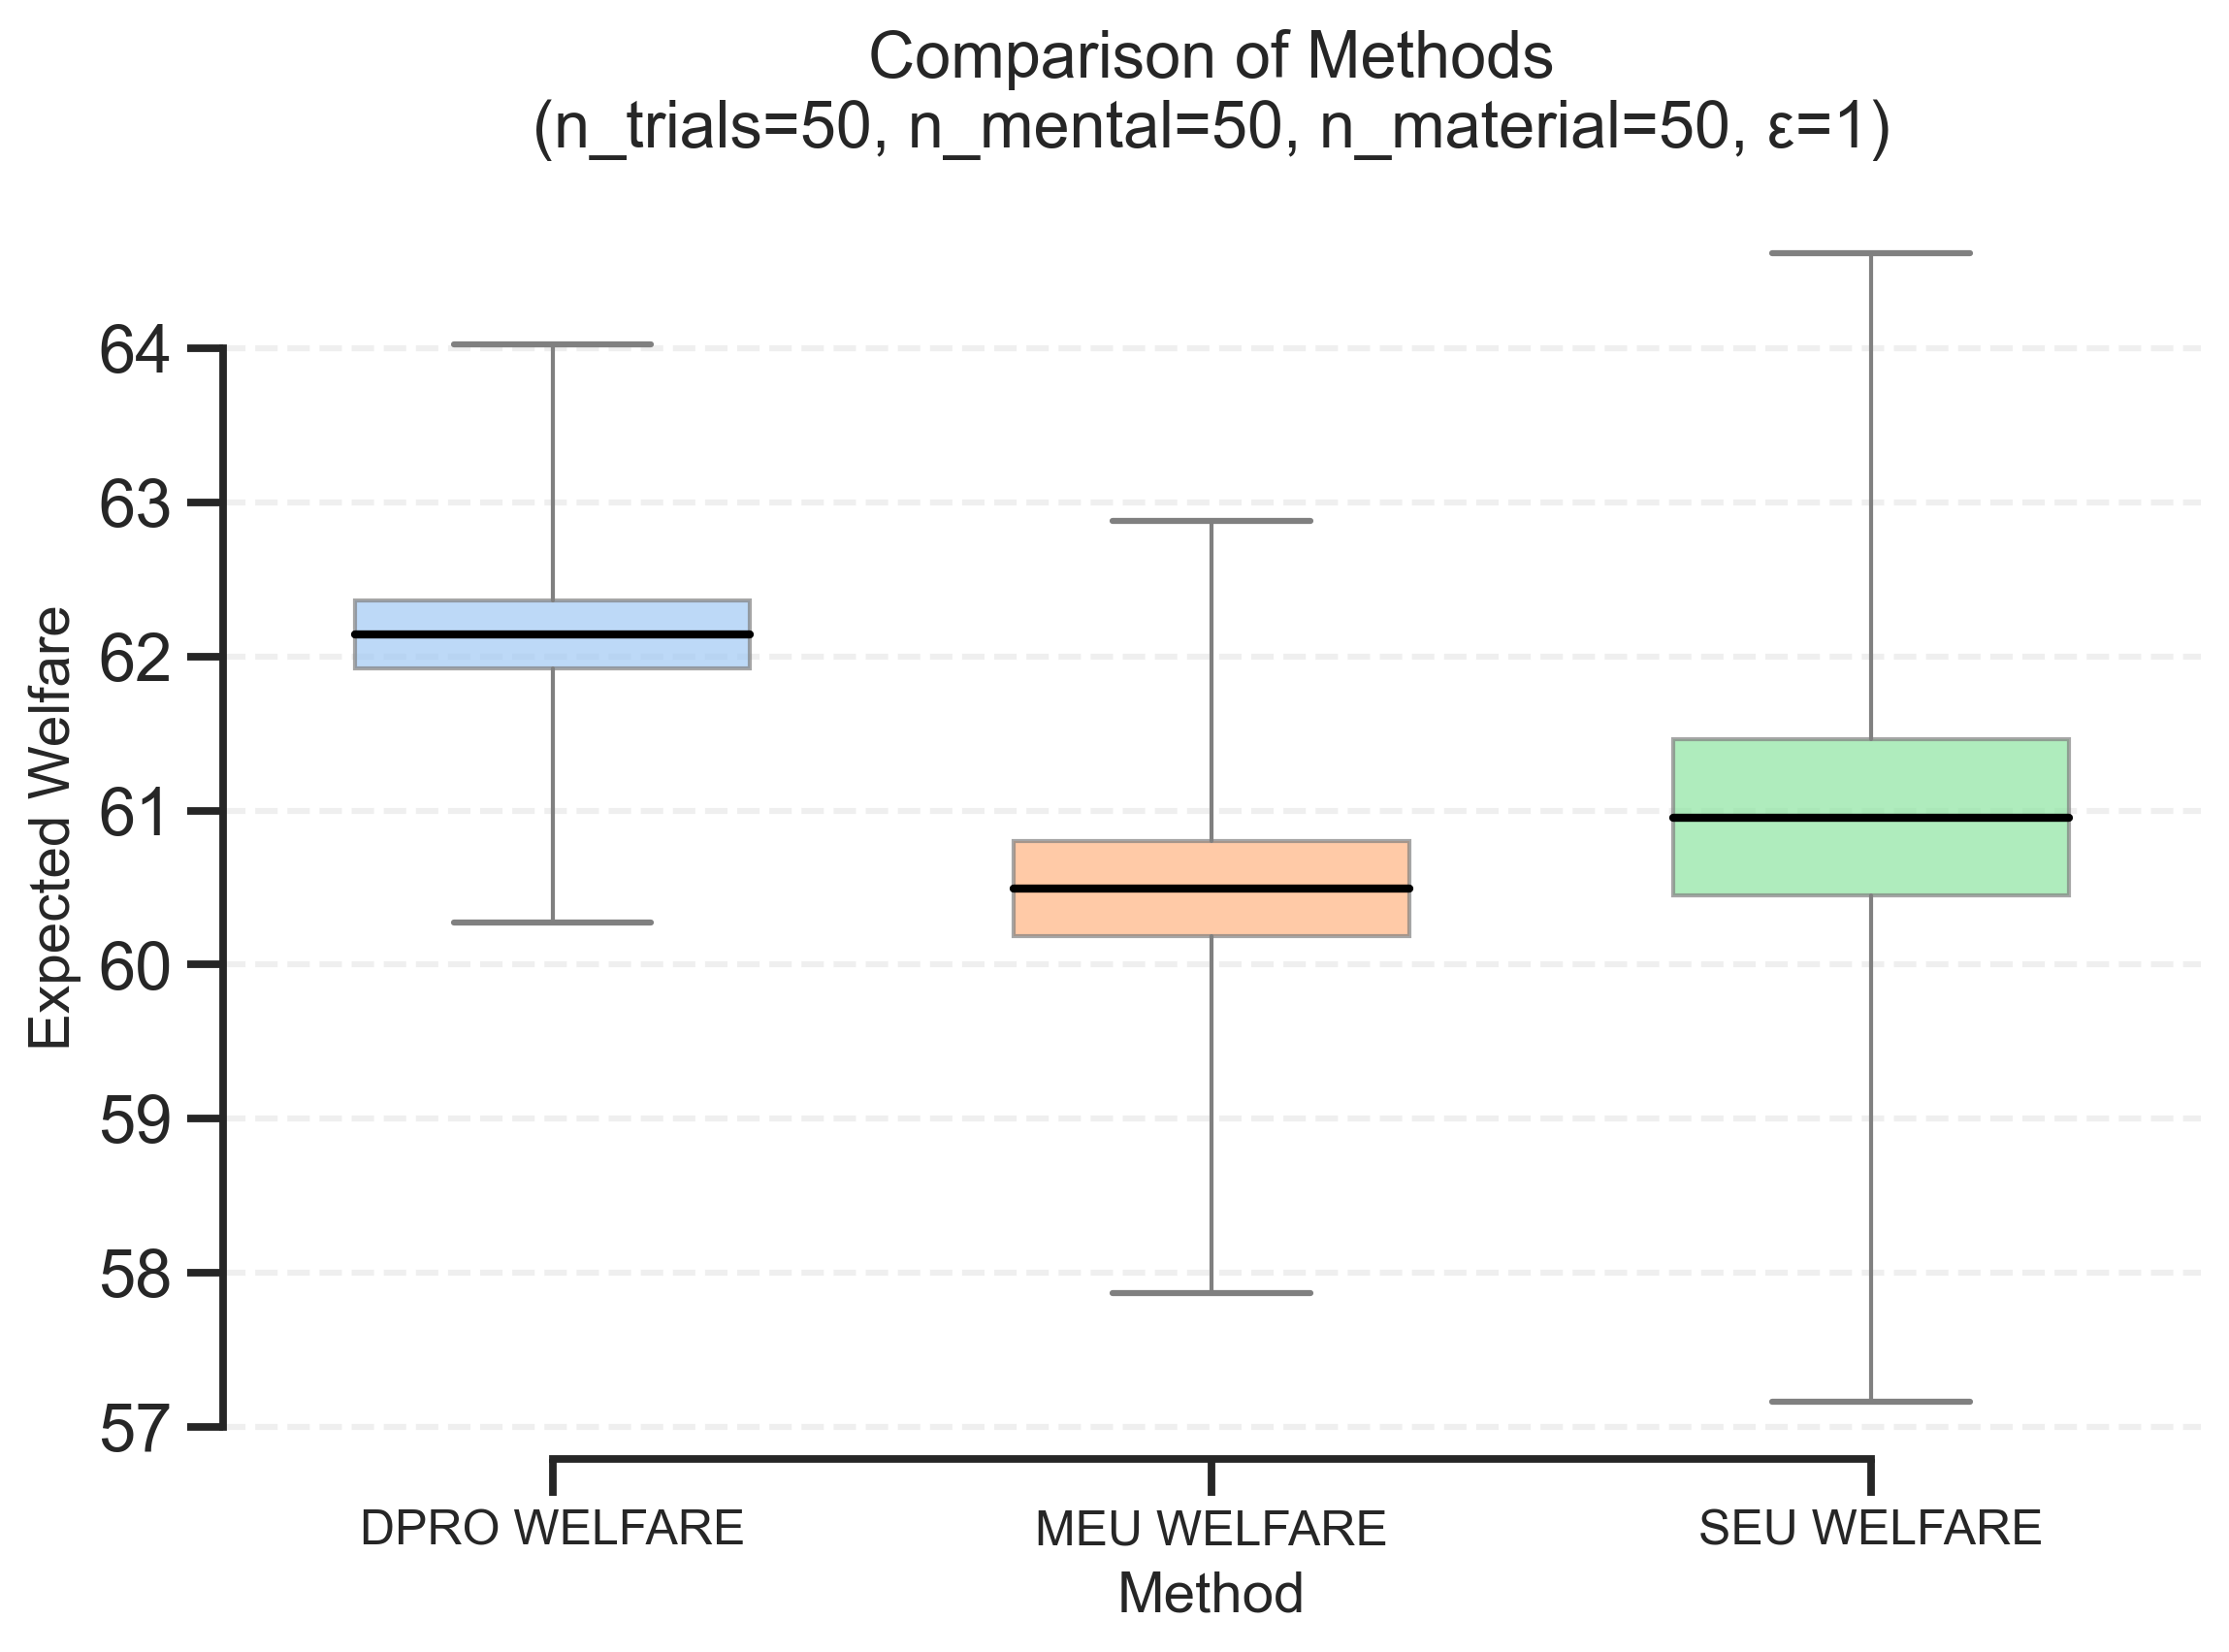 Comparison of Methods
(n_trials=50, n_mental=50, n_material=50, ε=1)
Expected Welfare
64
63
62
61
60
59
58
57
DPRO WELFARE
MEU WELFARE
SEU WELFARE
Method